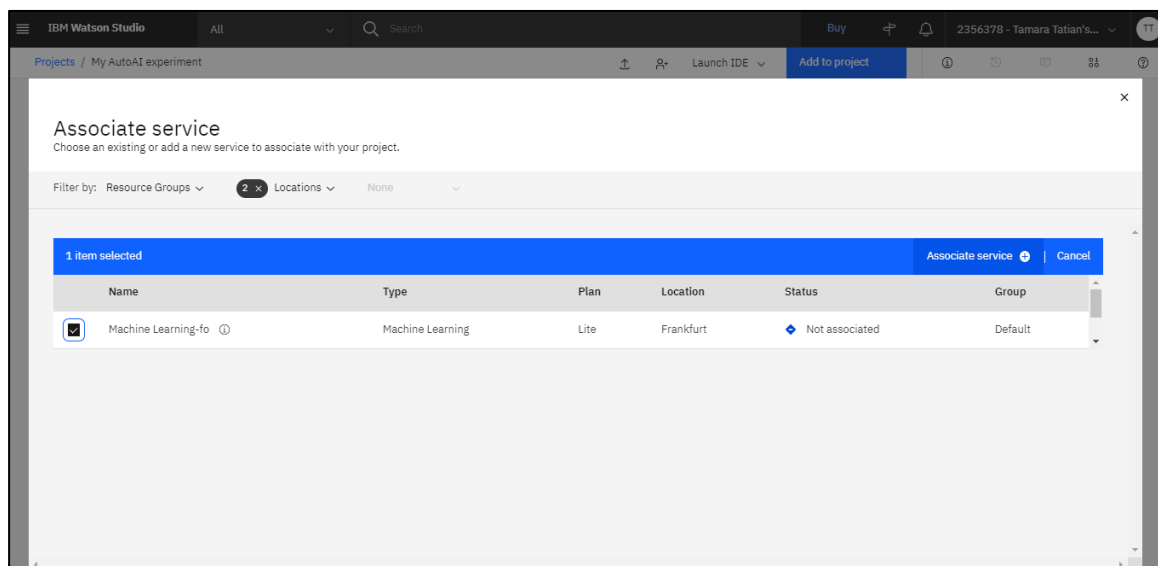 IBM Watson Studio All Search Buy 2356378 - Tamara Tatian's... TT
Projects / My AutoAI experiment Launch IDE Add to project
Associate service
Choose an existing or add a new service to associate with your project.
Filter by: Resource Groups 2 × Locations None
1 item selected Associate service | Cancel
Name Type Plan Location Status Group
Machine Learning-fo Machine Learning Lite Frankfurt Not associated Default